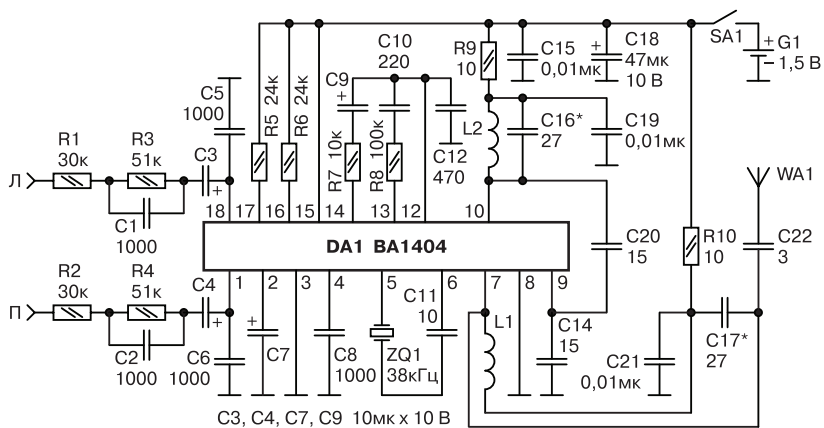 SA1
G1
+
1,5 В
C10
220
R9
10
C15
0,01мк
+
C18
47мк
10 В
C5
1000
R5 24к
R6 24к
C9
+
R7 10к
R8 100к
C12
470
L2
C16*
27
C19
0,01мк
R1
30к
R3
51к
C3
+
Л
C1
1000
WA1
18 17 16 15 14 13 12 10
DA1 BA1404
C20
15
R10
10
C22
3
1 2 3 4 5 6 7 8 9
R2
30к
R4
51к
C4
+
П
C2
1000
C6
1000
+
C7
C8
1000
ZQ1
38кГц
C11
10
L1
C14
15
C21
0,01мк
C17*
27
C3, C4, C7, C9 10мк х 10 В